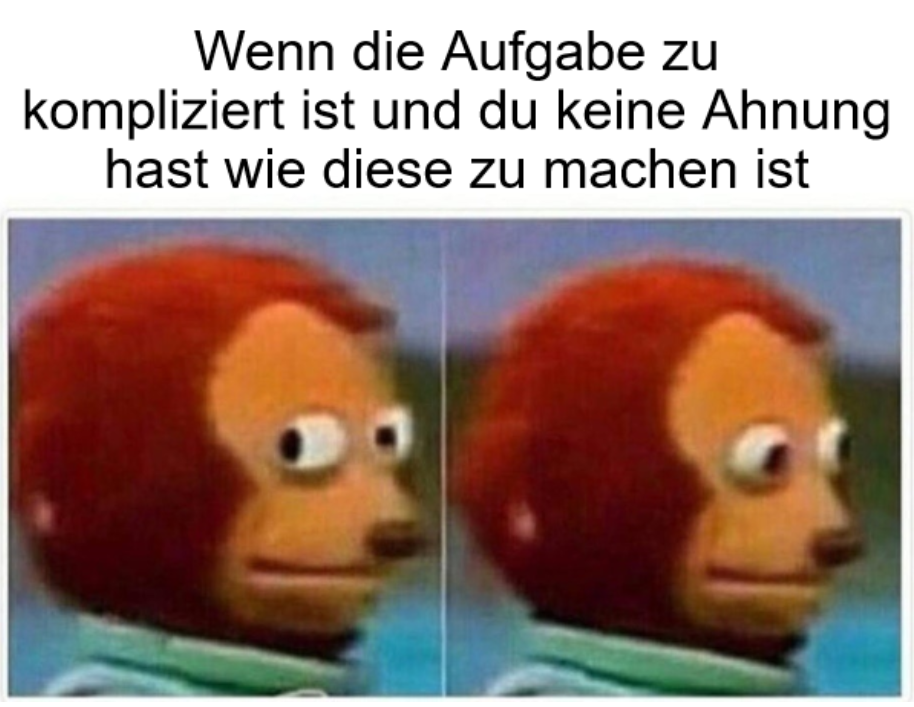 Wenn die Aufgabe zu
kompliziert ist und du keine Ahnung
hast wie diese zu machen ist